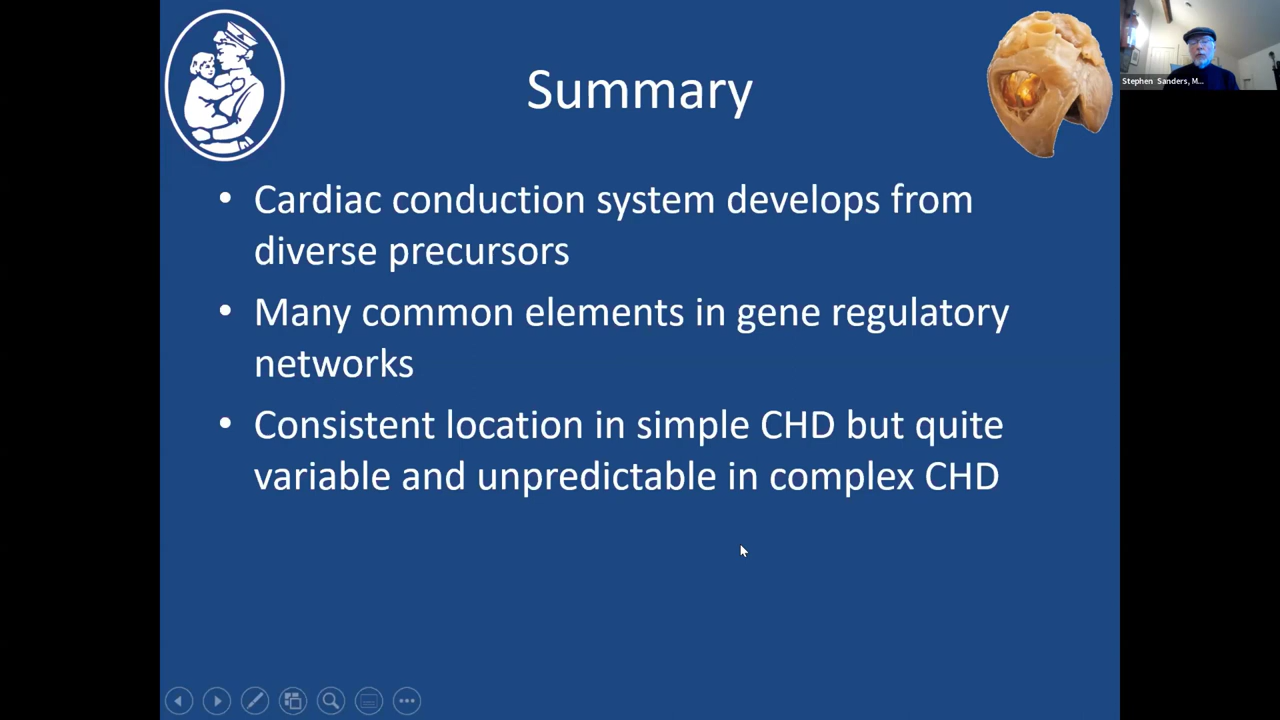 Summary
Stephen Sanders, M...
• Cardiac conduction system develops from
diverse precursors
• Many common elements in gene regulatory
networks
• Consistent location in simple CHD but quite
variable and unpredictable in complex CHD